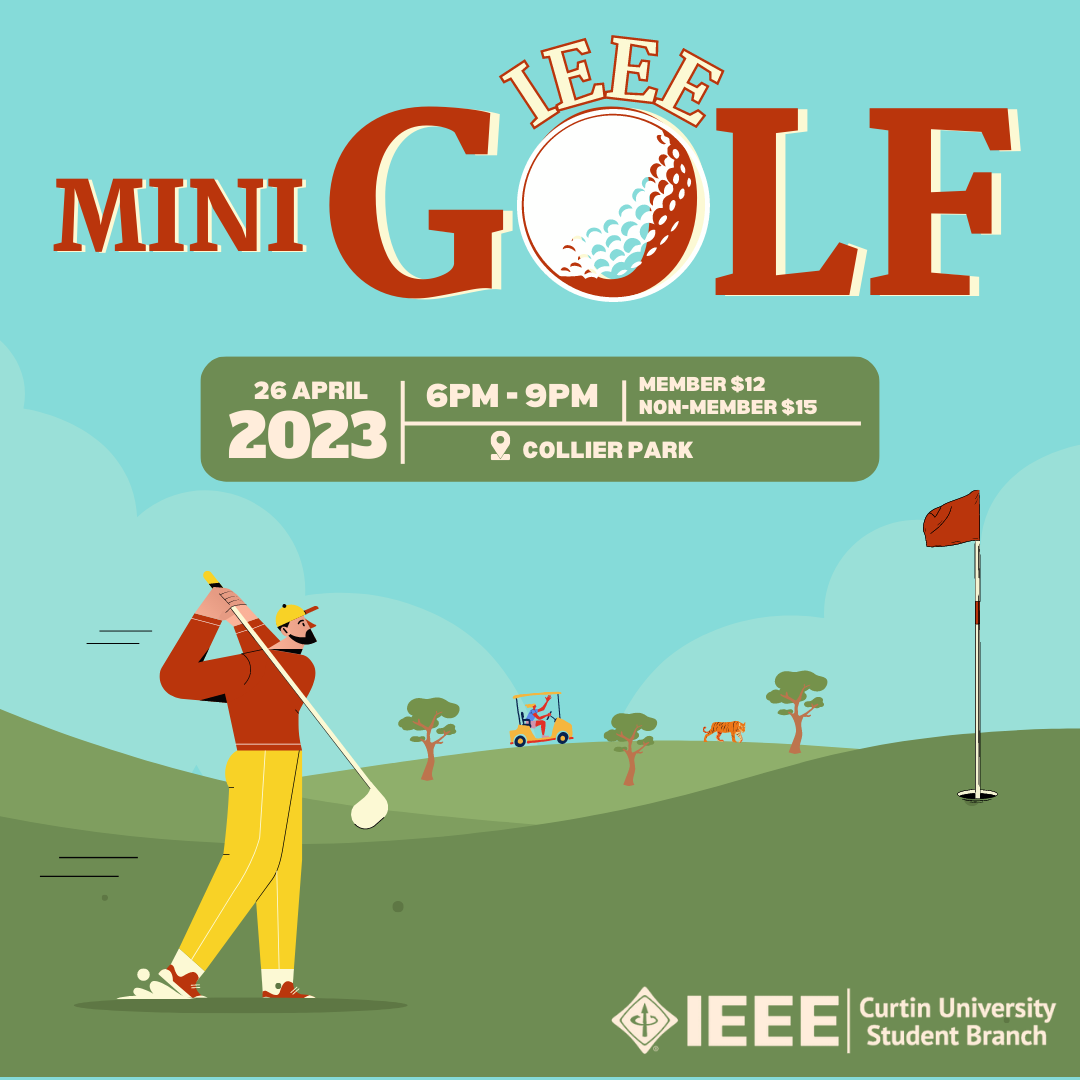 IEEE
MINI GOLF
26 APRIL
2023
6PM - 9PM
MEMBER $12
NON-MEMBER $15
COLLIER PARK
IEEE
Curtin University
Student Branch